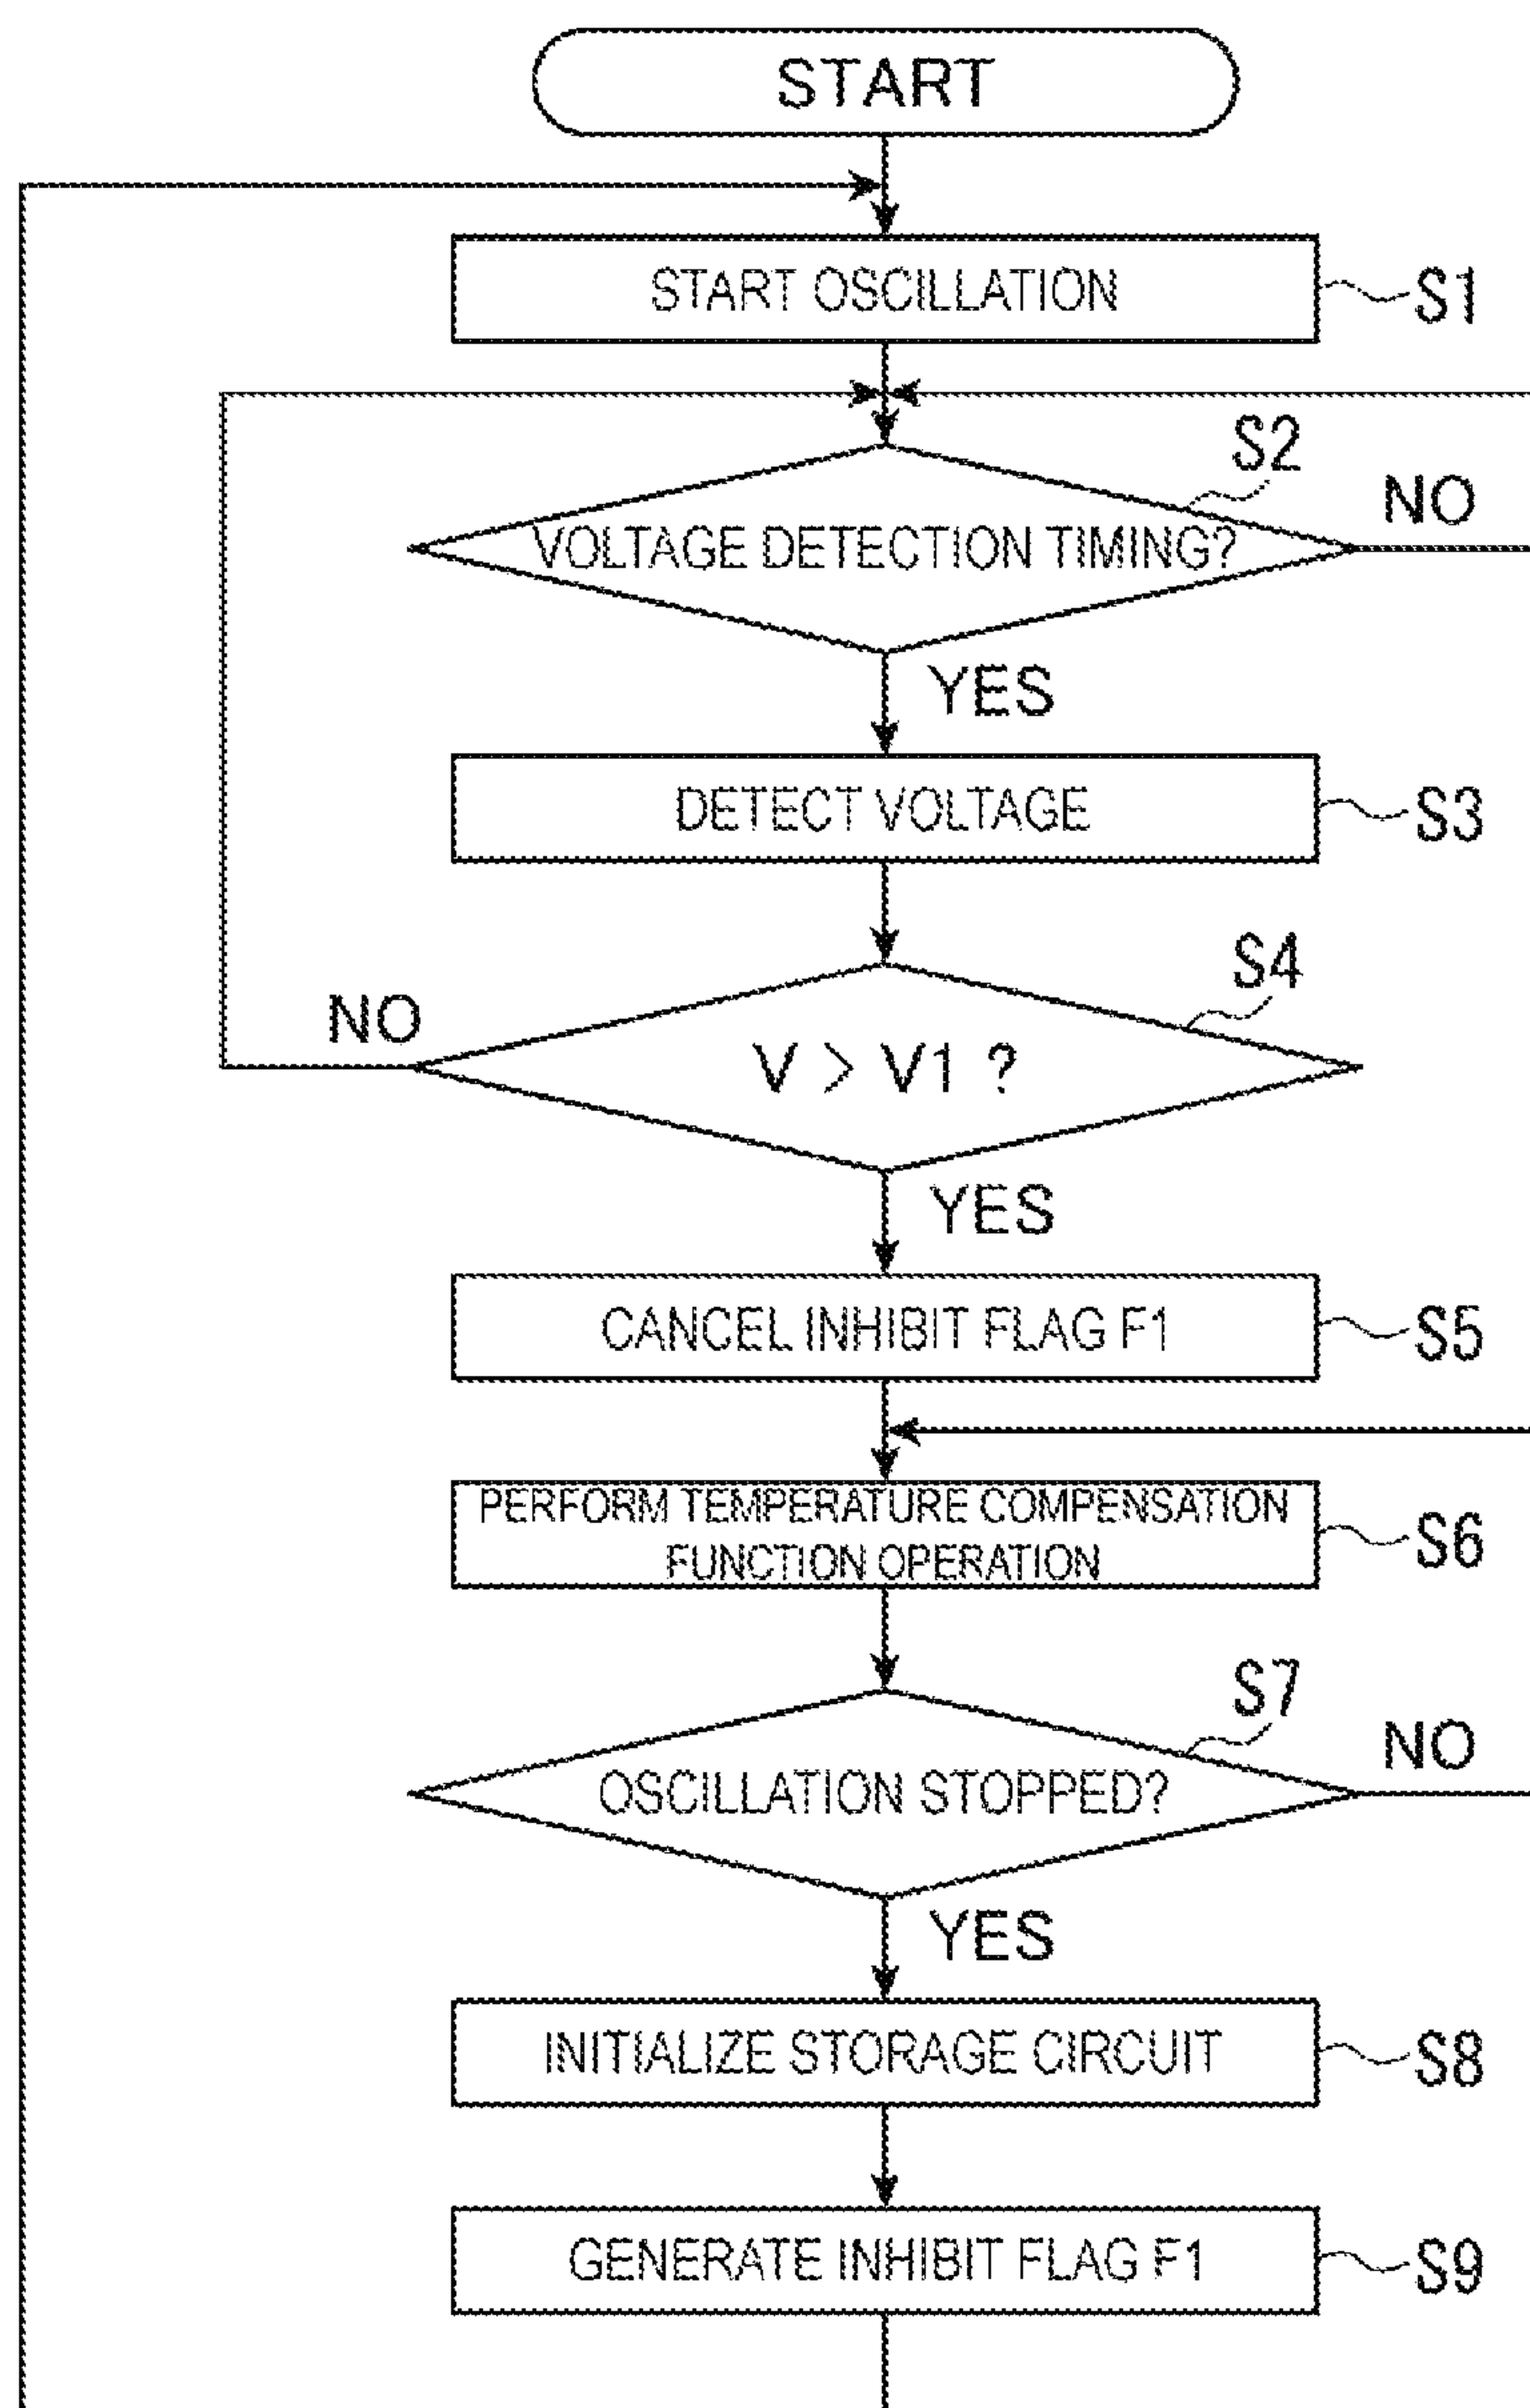 START
START OSCILLATION
S1
S2
NO
VOLTAGE DETECTION TIMING?
YES
DETECT VOLTAGE
S3
S4
NO
V > V1 ?
YES
CANCEL INHIBIT FLAG F1
S5
PERFORM TEMPERATURE COMPENSATION
FUNCTION OPERATION
S6
S7
NO
OSCILLATION STOPPED?
YES
INITIALIZE STORAGE CIRCUIT
S8
GENERATE INHIBIT FLAG F1
S9